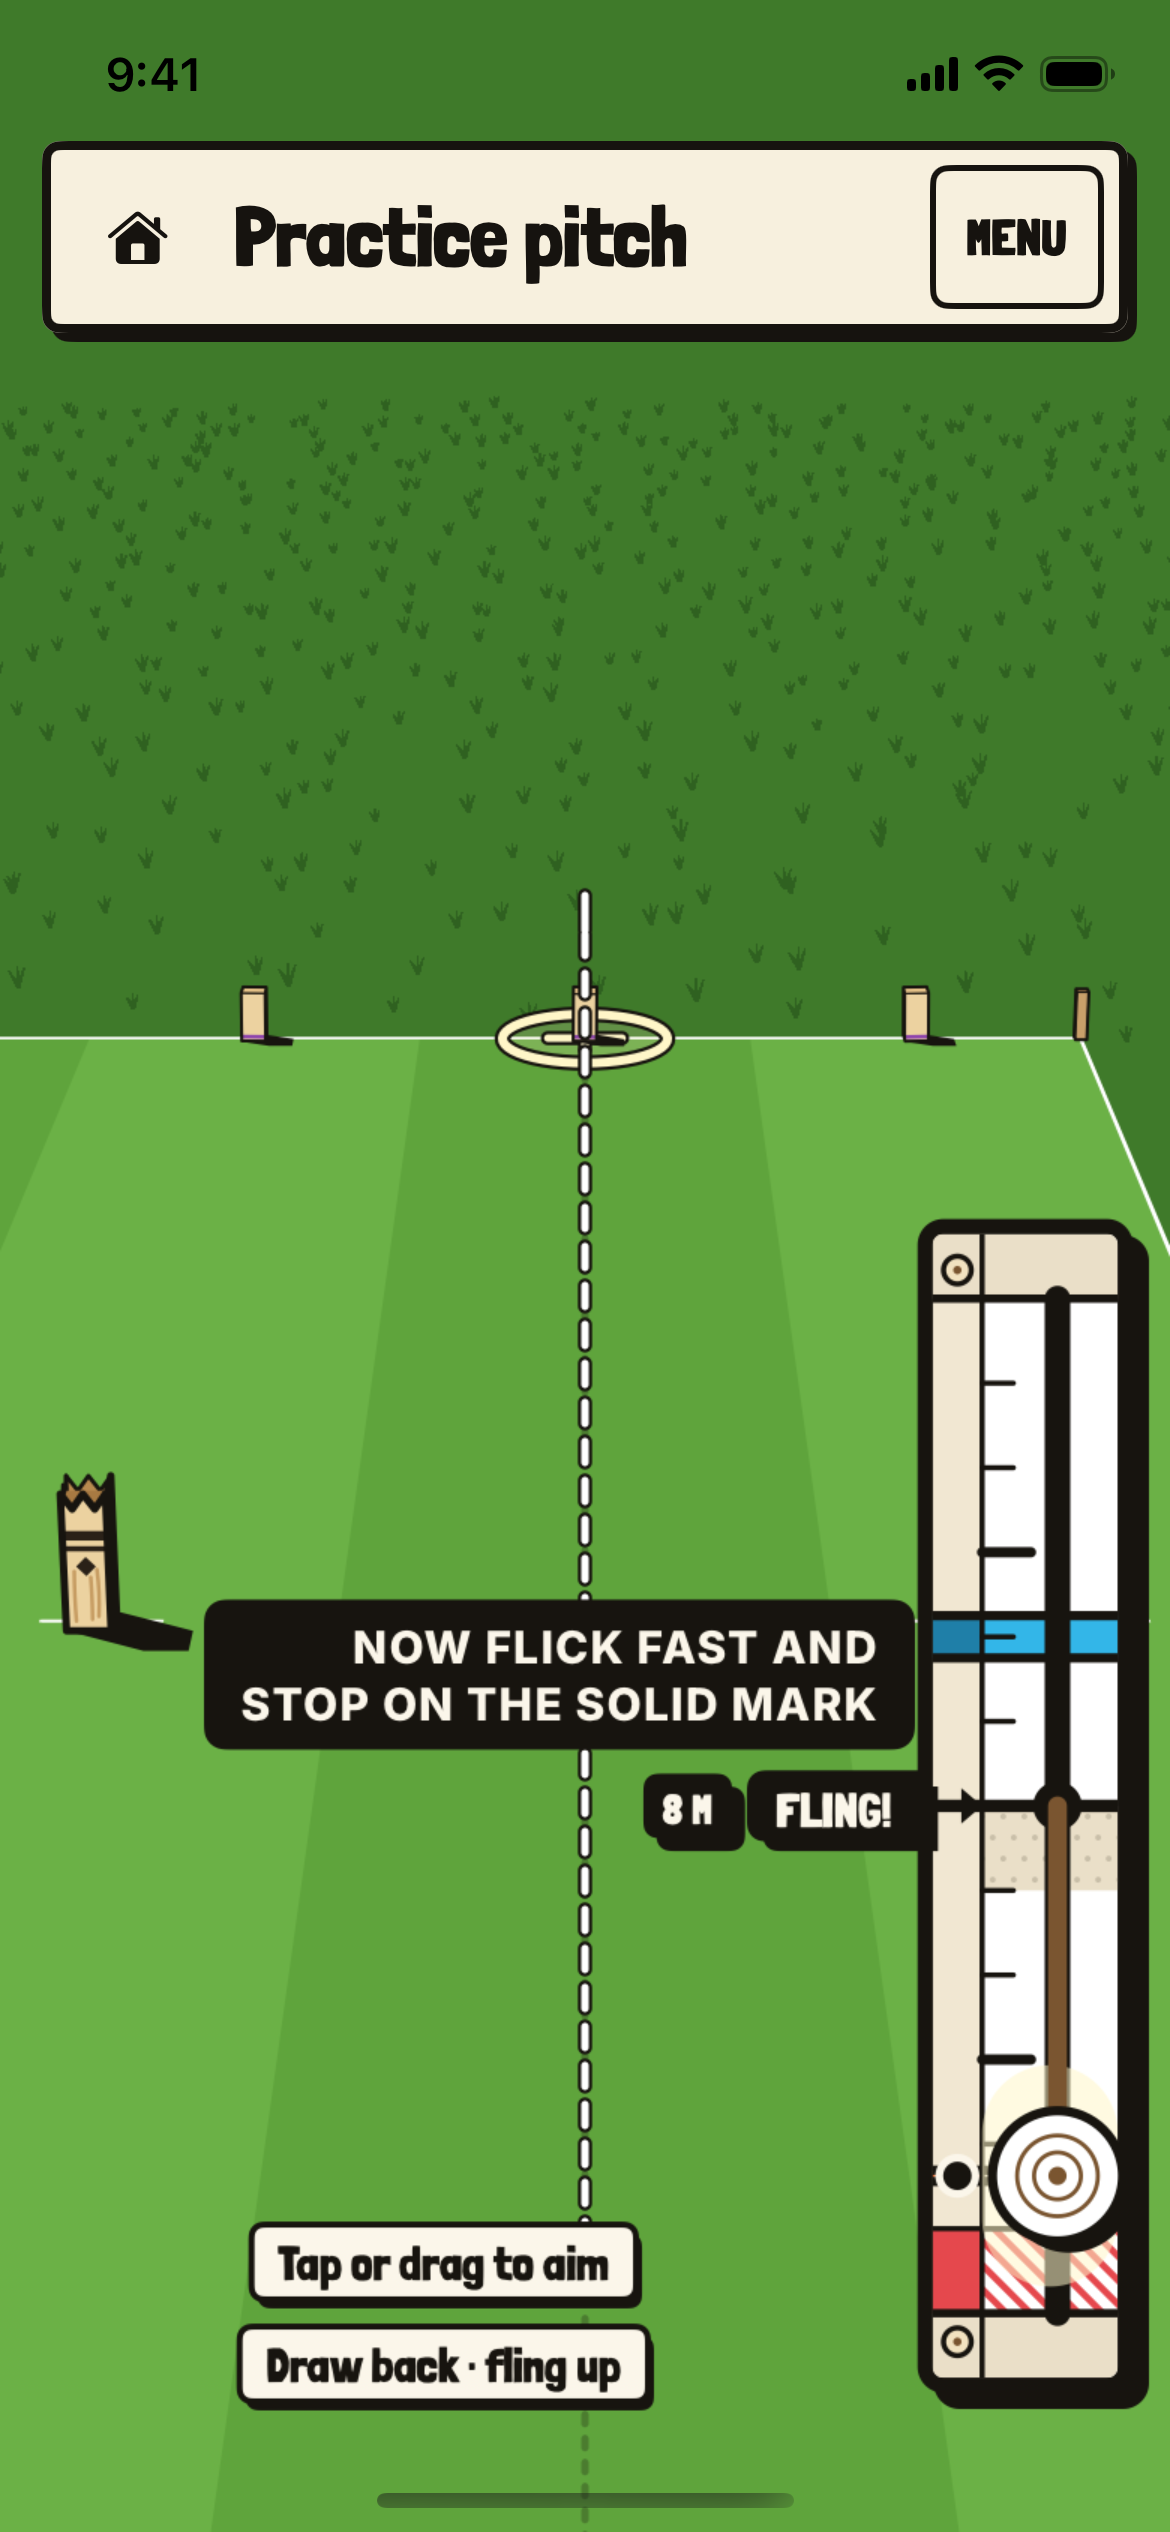 9:41
Practice pitch
MENU
NOW FLICK FAST AND
STOP ON THE SOLID MARK
8 M
FLING!
Tap or drag to aim
Draw back · fling up